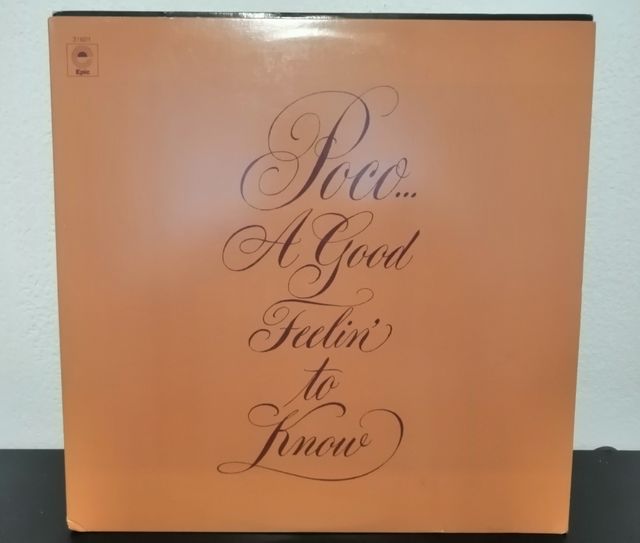 Epic
Poco...
A Good
Feelin'
to
Know